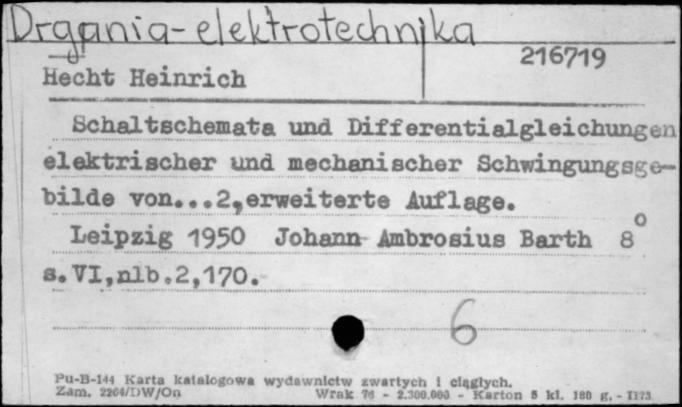 Drgania-elektrotechnika
216719
Hecht Heinrich
Schaltschemata und Differentialgleichungen
elektrischer und mechanischer Schwingungsge-
bilde von...2,erweiterte Auflage.
Leipzig 1950 Johann Ambrosius Barth 8°
s.VI,nlb.2,170.
6
Pu-B-144 Karta katalogowa wydawnictw zwartych i ciągłych.
Zam. 2264/DW/On Wrak 76 - 2.300.000 - Karton 5 kl. 180 g. - 1173